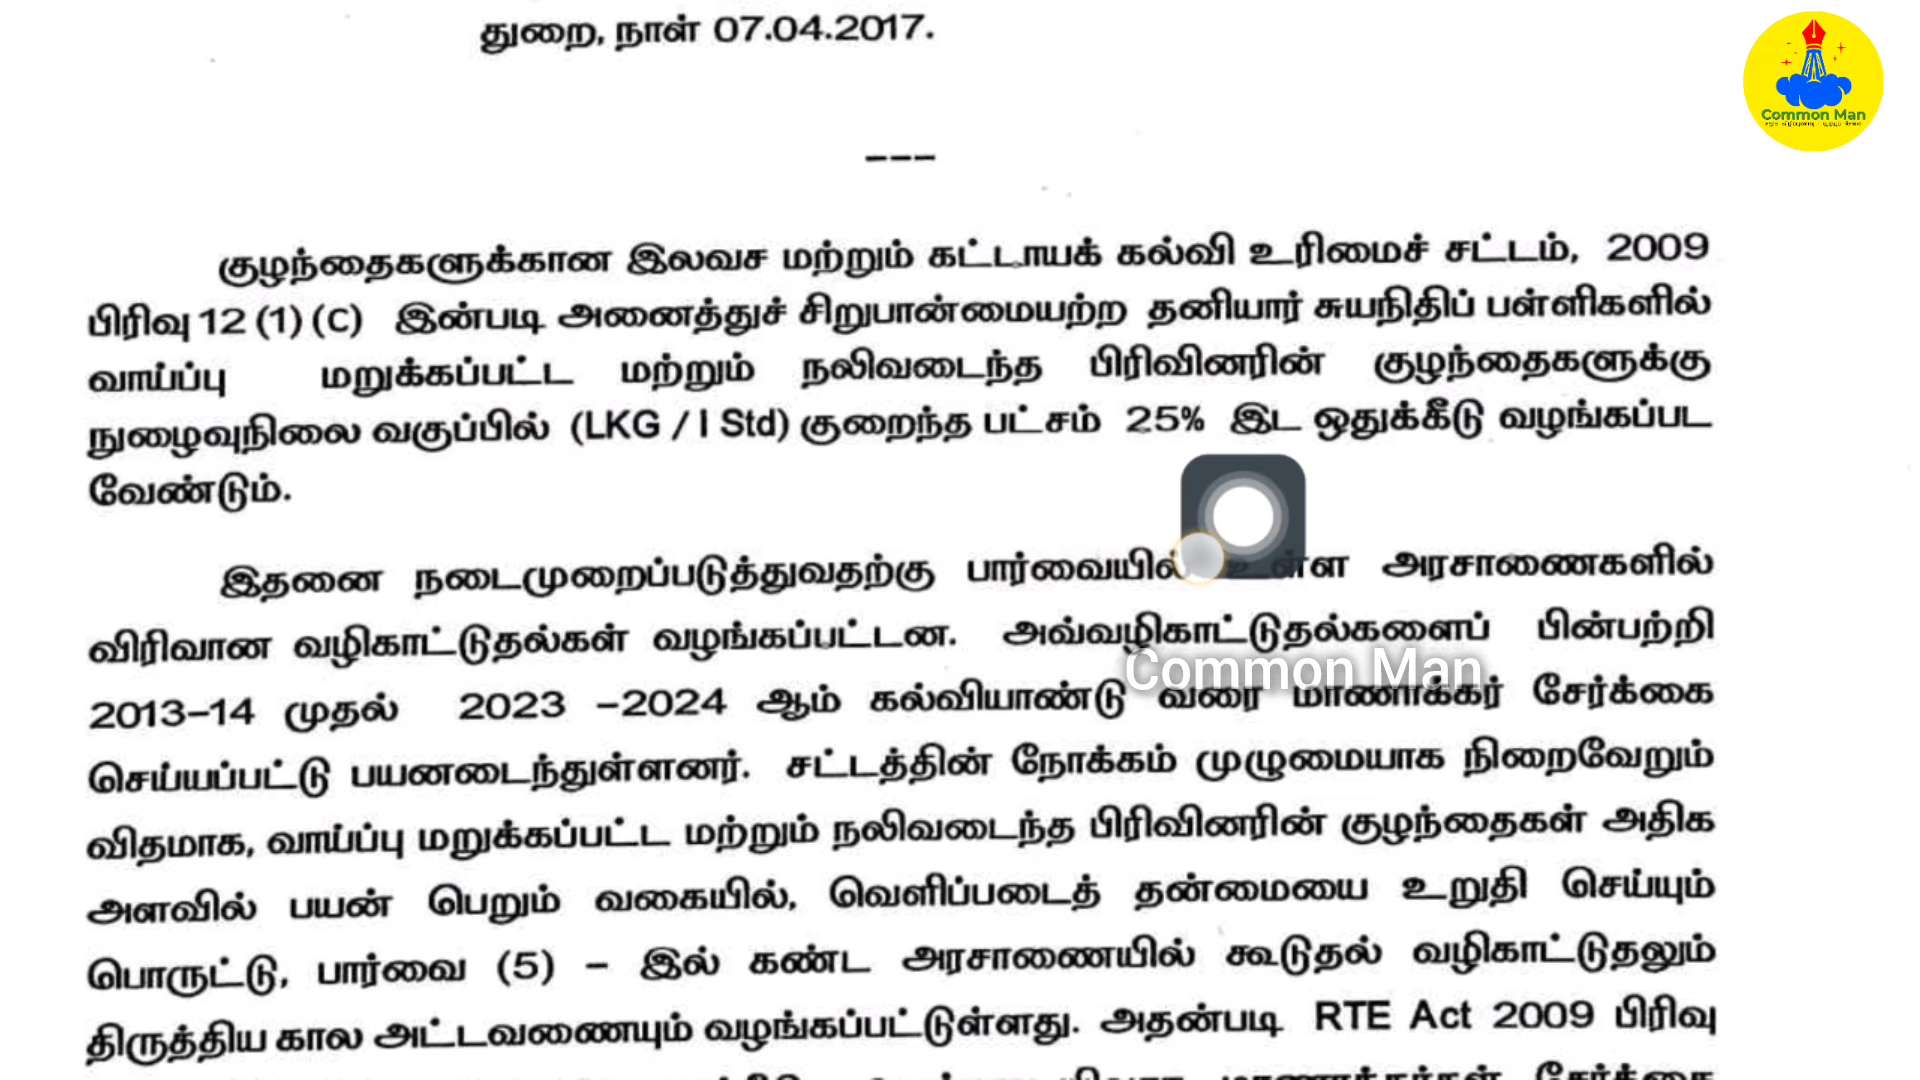 துறை, நாள் 07.04.2017.
Common Man
---
குழந்தைகளுக்கான இலவச மற்றும் கட்டாயக் கல்வி உரிமைச் சட்டம், 2009
பிரிவு 12 (1) (C) இன்படி அனைத்துச் சிறுபான்மையற்ற தனியார் சுயநிதிப் பள்ளிகளில்
வாய்ப்பு மறுக்கப்பட்ட மற்றும் நலிவடைந்த பிரிவினரின் குழந்தைகளுக்கு
நுழைவுநிலை வகுப்பில் (LKG / I Std) குறைந்த பட்சம் 25% இட ஒதுக்கீடு வழங்கப்பட
வேண்டும்.
இதனை நடைமுறைப்படுத்துவதற்கு பார்வையில் உள்ள அரசாணைகளில்
விரிவான வழிகாட்டுதல்கள் வழங்கப்பட்டன. அவ்வழிகாட்டுதல்களைப் பின்பற்றி
Common Man
2013-14 முதல் 2023 -2024 ஆம் கல்வியாண்டு வரை மாணாக்கர் சேர்க்கை
செய்யப்பட்டு பயனடைந்துள்ளனர். சட்டத்தின் நோக்கம் முழுமையாக நிறைவேறும்
விதமாக, வாய்ப்பு மறுக்கப்பட்ட மற்றும் நலிவடைந்த பிரிவினரின் குழந்தைகள் அதிக
அளவில் பயன் பெறும் வகையில், வெளிப்படைத் தன்மையை உறுதி செய்யும்
பொருட்டு, பார்வை (5) - இல் கண்ட அரசாணையில் கூடுதல் வழிகாட்டுதலும்
திருத்திய கால அட்டவணையும் வழங்கப்பட்டுள்ளது. அதன்படி RTE Act 2009 பிரிவு